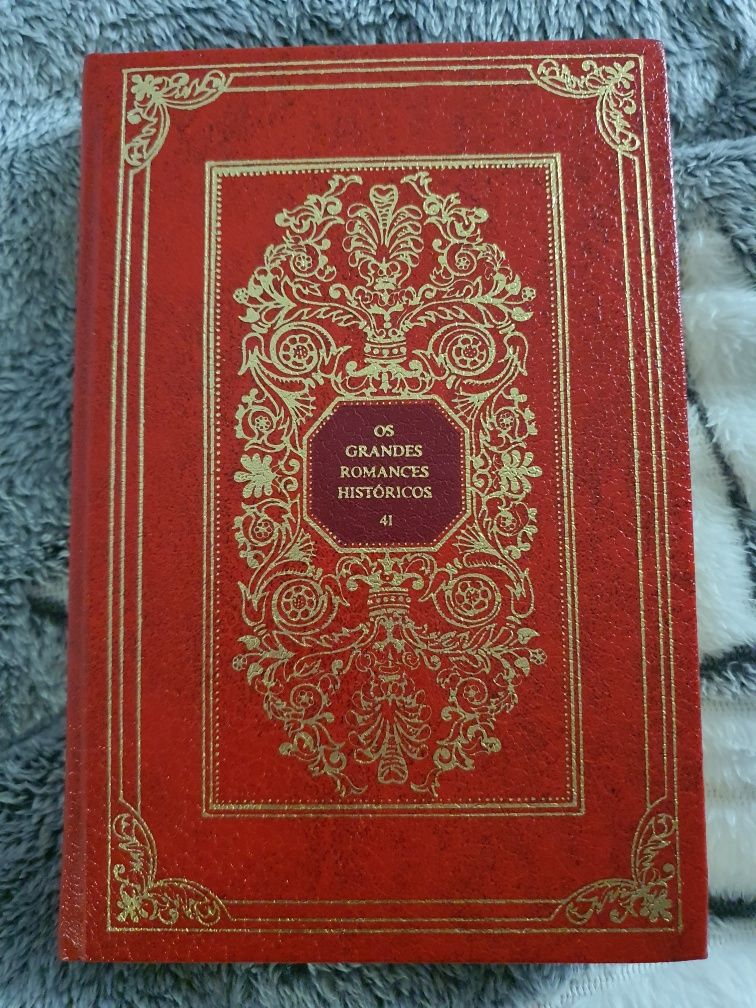 OS
GRANDES
ROMANCES
HISTÓRICOS
41